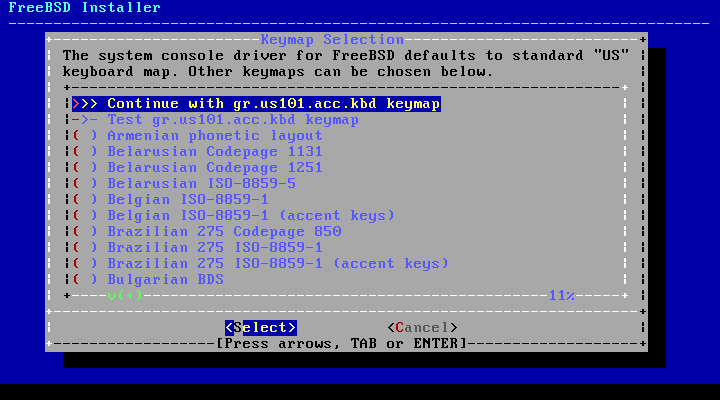 FreeBSD Installer
Keymap Selection
The system console driver for FreeBSD defaults to standard "US"
keyboard map. Other keymaps can be chosen below.
>>> Continue with gr.us101.acc.kbd keymap
->- Test gr.us101.acc.kbd keymap
( ) Armenian phonetic layout
( ) Belarusian Codepage 1131
( ) Belarusian Codepage 1251
( ) Belarusian ISO-8859-5
( ) Belgian ISO-8859-1
( ) Belgian ISO-8859-1 (accent keys)
( ) Brazilian 275 Codepage 850
( ) Brazilian 275 ISO-8859-1
( ) Brazilian 275 ISO-8859-1 (accent keys)
( ) Bulgarian BDS
v(+) 11%
<Select> <Cancel>
[Press arrows, TAB or ENTER]